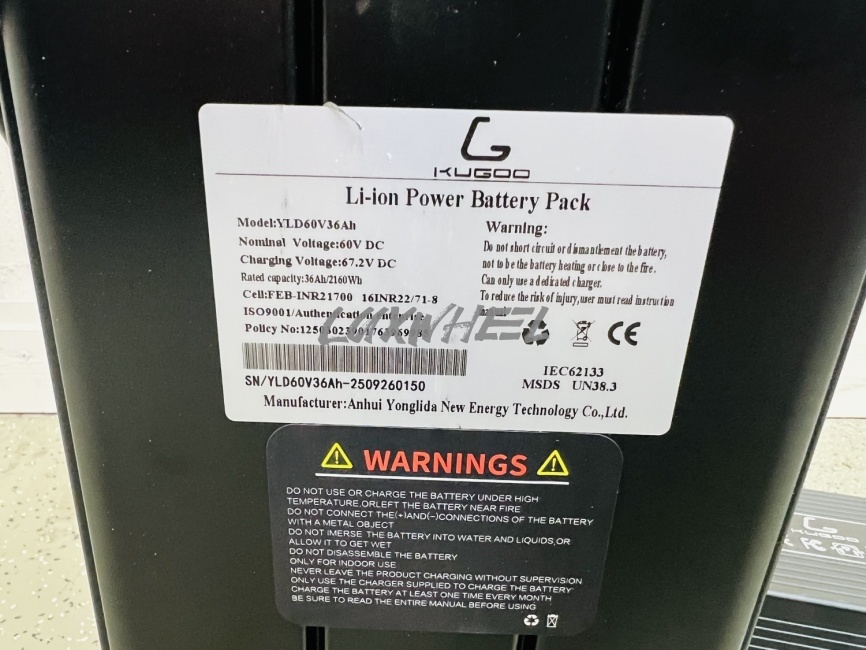 KUGOO
Li-ion Power Battery Pack
Model:YLD60V36Ah
Nominal Voltage:60V DC
Charging Voltage:67.2V DC
Rated capacity:36Ah/2160Wh
Cell:FEB-INR21700 16INR22/71-8
ISO9001/Authentication
Policy No:
SN/YLD60V36Ah-2509260150
Warning:
Do not short circuit or dismantlement the battery,
not to be the battery heating or close to the fire.
Can only use a dedicated charger.
To reduce the risk of injury,user must read instruction
LUXWHEEL
CE
IEC62133
MSDS UN38.3
Manufacturer:Anhui Yonglida New Energy Technology Co.,Ltd.
WARNINGS
DO NOT USE OR CHARGE THE BATTERY UNDER HIGH
TEMPERATURE,ORLEFT THE BATTERY NEAR FIRE
DO NOT CONNECT THE(+)AND(-)CONNECTIONS OF THE BATTERY
WITH A METAL OBJECT
DO NOT IMERSE THE BATTERY INTO WATER AND LIQUIDS,OR
ALLOW IT TO GET WET
DO NOT DISASSEMBLE THE BATTERY
ONLY FOR INDOOR USE
NEVER LEAVE THE PRODUCT CHARGING WITHOUT SUPERVISION
ONLY USE THE CHARGER SUPPLIED TO CHARGE THE BATTERY
CHARGE THE BATTERY AT LEAST ONE TIME EVERY MONTH
BE SURE TO READ THE ENTIRE MANUAL BEFORE USING
KUGOO